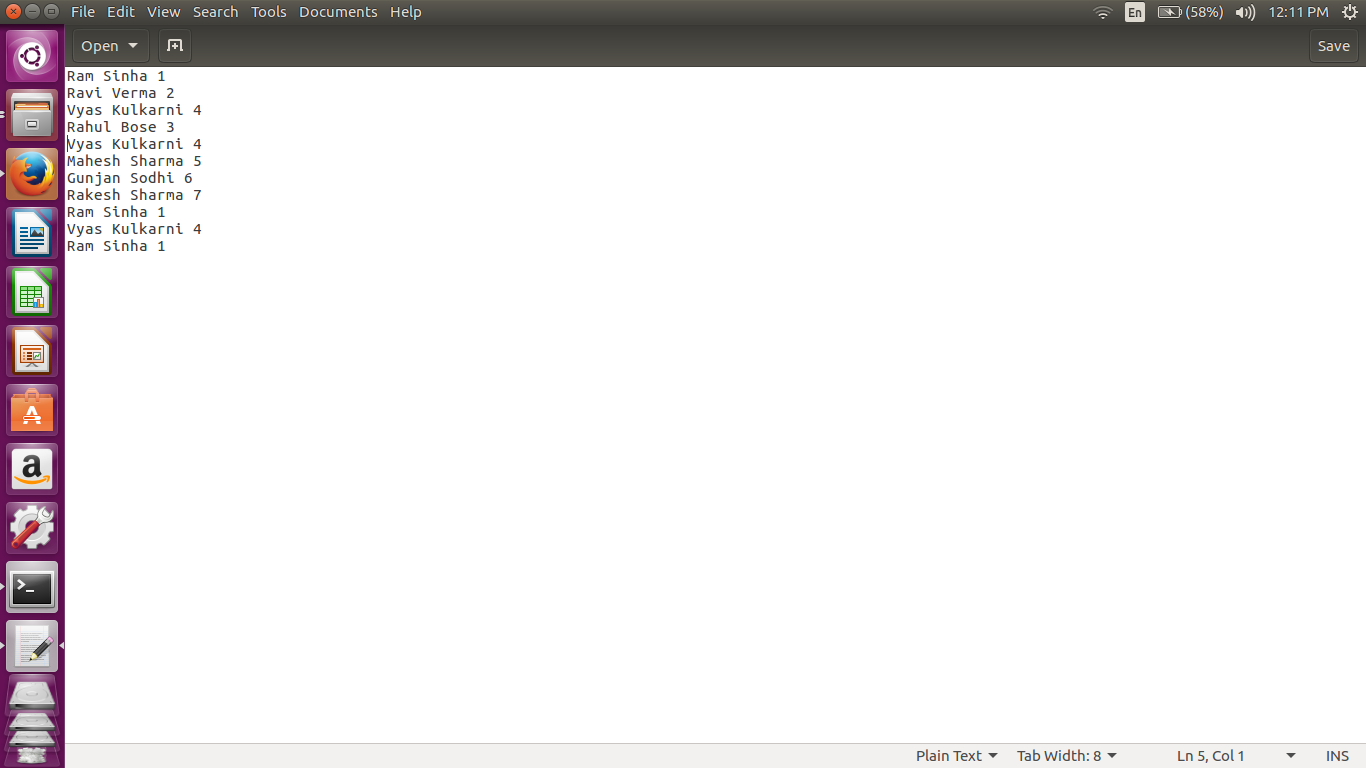 File Edit View Search Tools Documents Help En (58%) 12:11 PM
Open Save
Ram Sinha 1
Ravi Verma 2
Vyas Kulkarni 4
Rahul Bose 3
Vyas Kulkarni 4
Mahesh Sharma 5
Gunjan Sodhi 6
Rakesh Sharma 7
Ram Sinha 1
Vyas Kulkarni 4
Ram Sinha 1
Plain Text Tab Width: 8 Ln 5, Col 1 INS